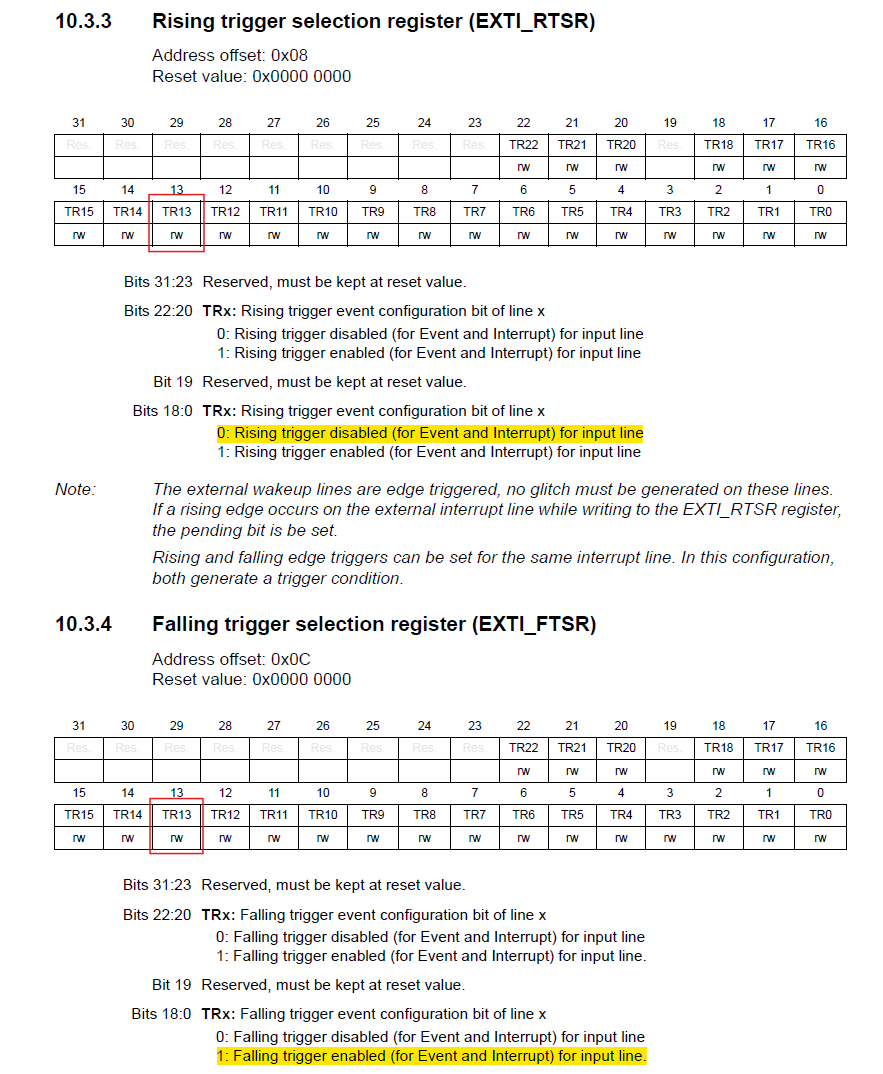 10.3.3 Rising trigger selection register (EXTI_RTSR)
Address offset: 0x08
Reset value: 0x0000 0000
31 30 29 28 27 26 25 24 23 22 21 20 19 18 17 16
Res. Res. Res. Res. Res. Res. Res. Res. Res. TR22 TR21 TR20 Res. TR18 TR17 TR16
rw rw rw rw rw rw
15 14 13 12 11 10 9 8 7 6 5 4 3 2 1 0
TR15 TR14 TR13 TR12 TR11 TR10 TR9 TR8 TR7 TR6 TR5 TR4 TR3 TR2 TR1 TR0
rw rw rw rw rw rw rw rw rw rw rw rw rw rw rw rw
Bits 31:23 Reserved, must be kept at reset value.
Bits 22:20 TRx: Rising trigger event configuration bit of line x
0: Rising trigger disabled (for Event and Interrupt) for input line
1: Rising trigger enabled (for Event and Interrupt) for input line
Bit 19 Reserved, must be kept at reset value.
Bits 18:0 TRx: Rising trigger event configuration bit of line x
0: Rising trigger disabled (for Event and Interrupt) for input line
1: Rising trigger enabled (for Event and Interrupt) for input line
Note: The external wakeup lines are edge triggered, no glitch must be generated on these lines.
If a rising edge occurs on the external interrupt line while writing to the EXTI_RTSR register,
the pending bit is be set.
Rising and falling edge triggers can be set for the same interrupt line. In this configuration,
both generate a trigger condition.
10.3.4 Falling trigger selection register (EXTI_FTSR)
Address offset: 0x0C
Reset value: 0x0000 0000
31 30 29 28 27 26 25 24 23 22 21 20 19 18 17 16
Res. Res. Res. Res. Res. Res. Res. Res. Res. TR22 TR21 TR20 Res. TR18 TR17 TR16
rw rw rw rw rw rw
15 14 13 12 11 10 9 8 7 6 5 4 3 2 1 0
TR15 TR14 TR13 TR12 TR11 TR10 TR9 TR8 TR7 TR6 TR5 TR4 TR3 TR2 TR1 TR0
rw rw rw rw rw rw rw rw rw rw rw rw rw rw rw rw
Bits 31:23 Reserved, must be kept at reset value.
Bits 22:20 TRx: Falling trigger event configuration bit of line x
0: Falling trigger disabled (for Event and Interrupt) for input line
1: Falling trigger enabled (for Event and Interrupt) for input line.
Bit 19 Reserved, must be kept at reset value.
Bits 18:0 TRx: Falling trigger event configuration bit of line x
0: Falling trigger disabled (for Event and Interrupt) for input line
1: Falling trigger enabled (for Event and Interrupt) for input line.